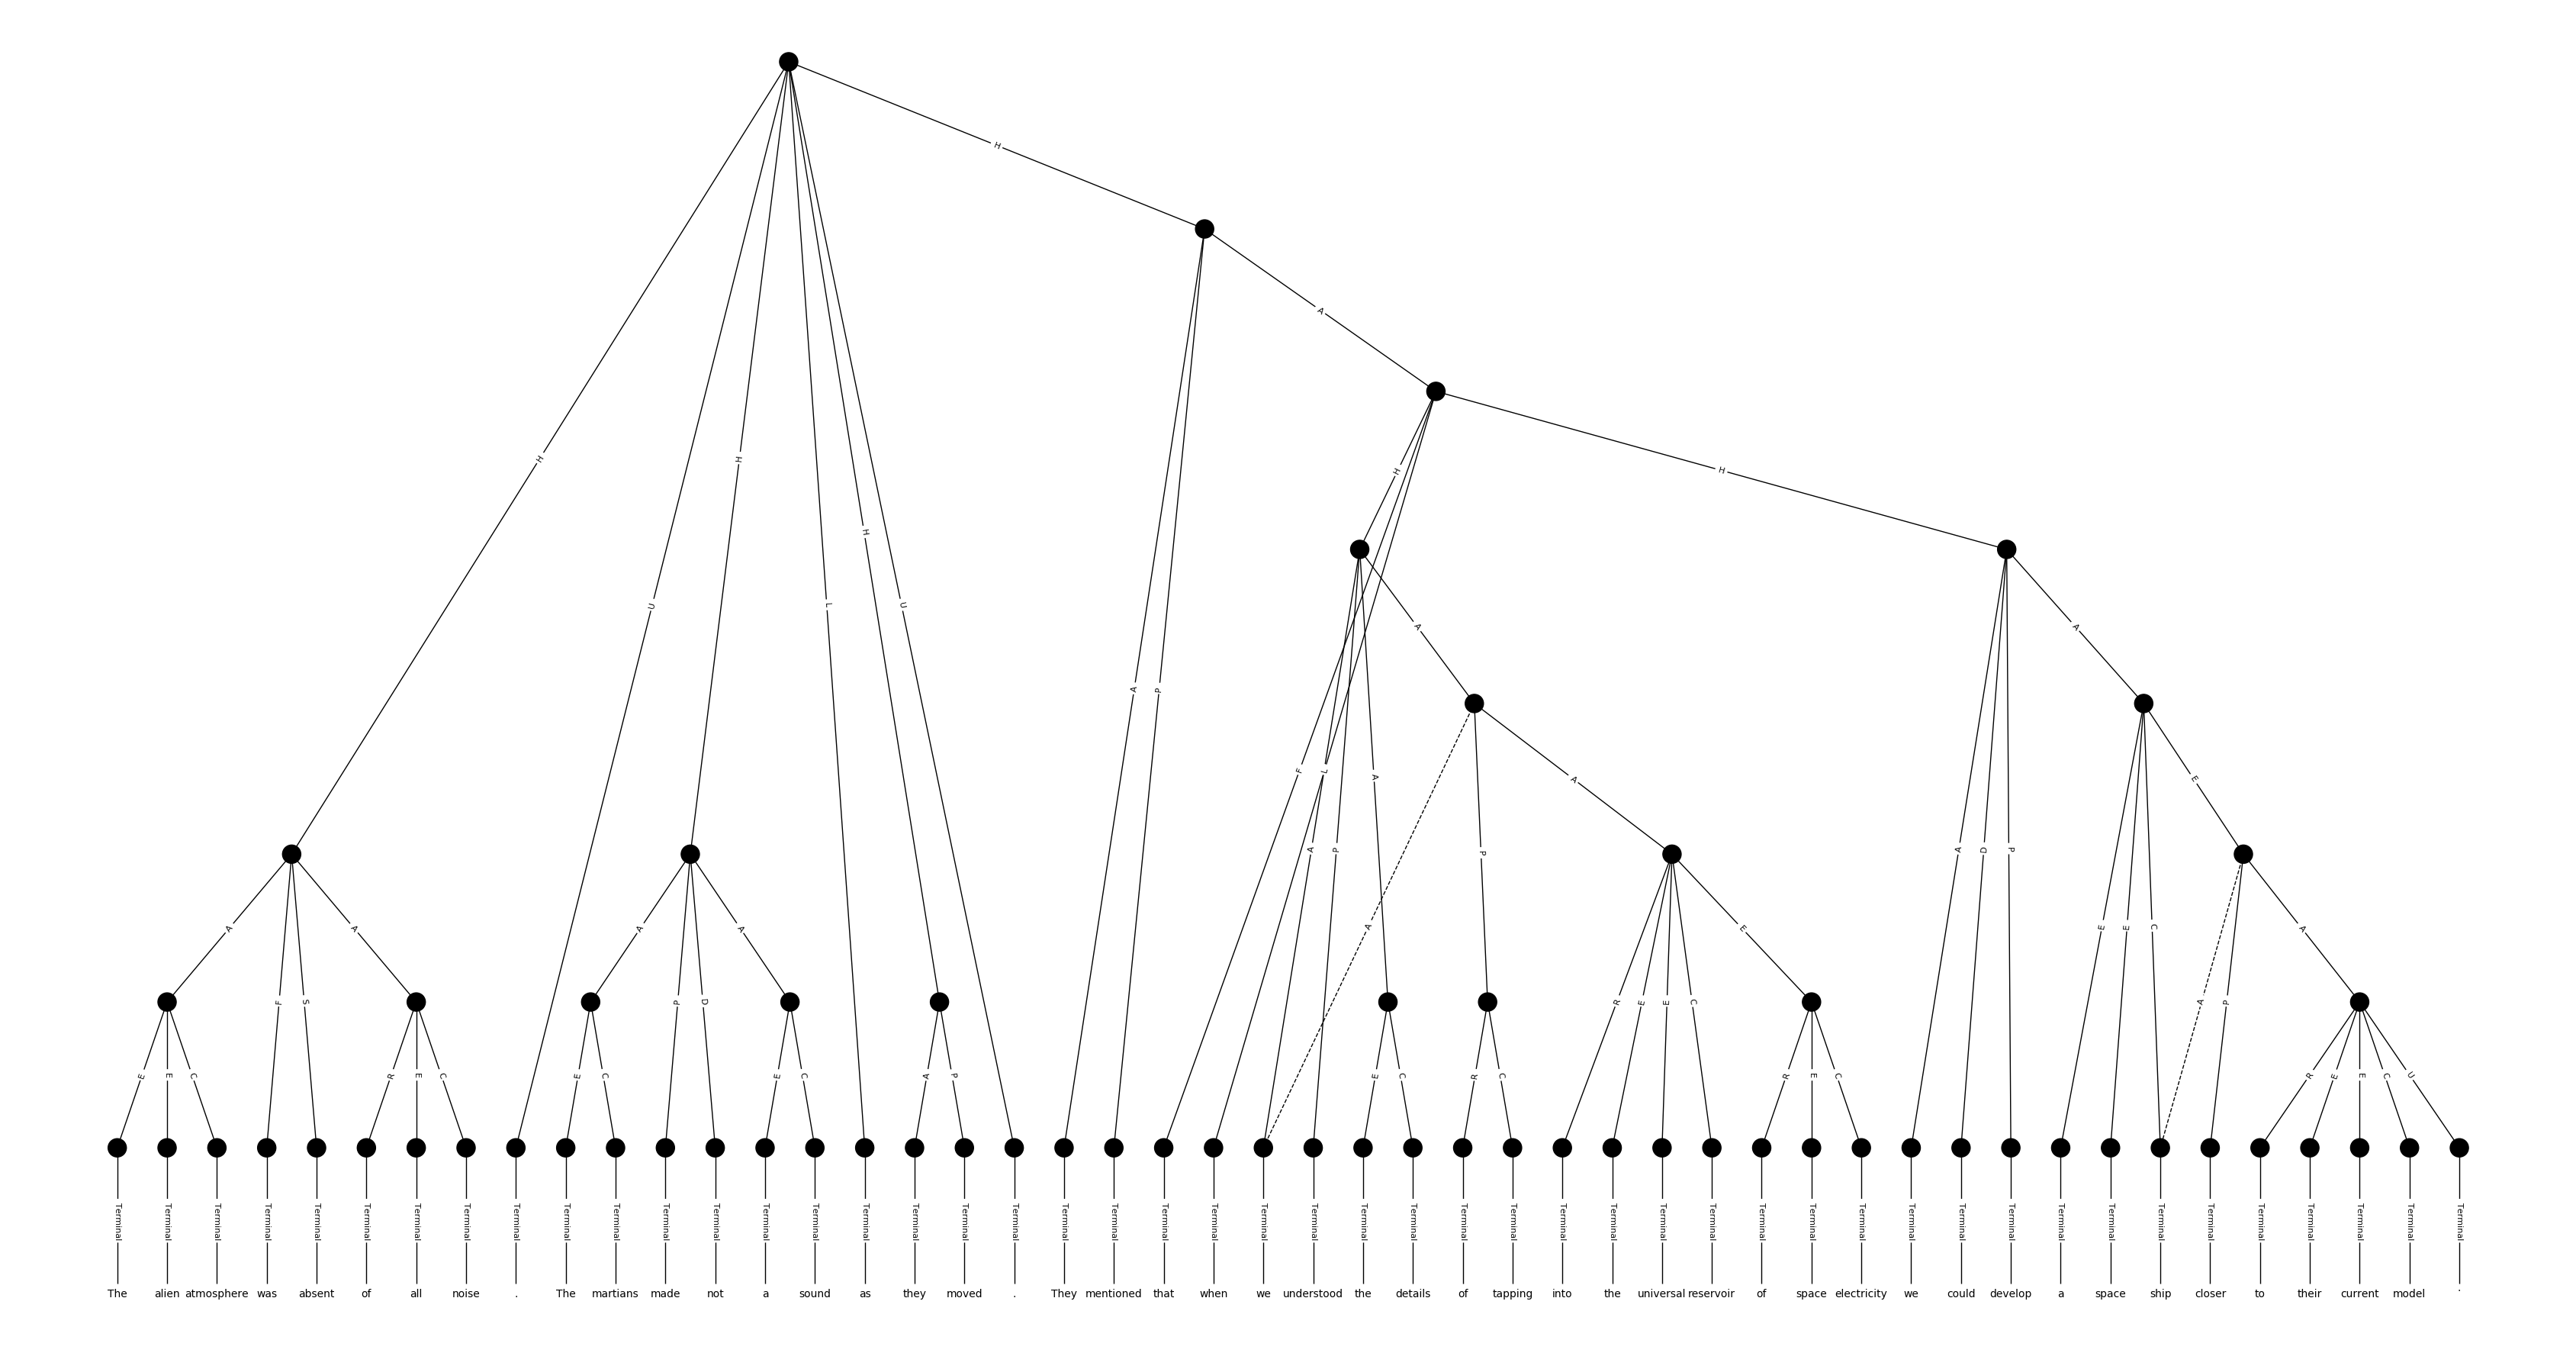 H
A
H
H
H
U
H
L
H
U
A
P
F
L
A
P
A
A
A
P
A
A
D
P
A
E
E
C
E
A
F
S
A
A
P
D
A
R
E
E
C
E
A
P
A
E
E
C
R
E
C
E
C
E
C
A
P
E
C
R
C
R
E
C
R
E
E
C
U
Terminal Terminal Terminal Terminal Terminal Terminal Terminal Terminal Terminal Terminal Terminal Terminal Terminal Terminal Terminal Terminal Terminal Terminal Terminal Terminal Terminal Terminal Terminal Terminal Terminal Terminal Terminal Terminal Terminal Terminal Terminal Terminal Terminal Terminal Terminal Terminal Terminal Terminal Terminal Terminal Terminal Terminal Terminal Terminal Terminal Terminal Terminal Terminal
The alien atmosphere was absent of all noise . The martians made not a sound as they moved . They mentioned that when we understood the details of tapping into the universal reservoir of space electricity we could develop a space ship closer to their current model .